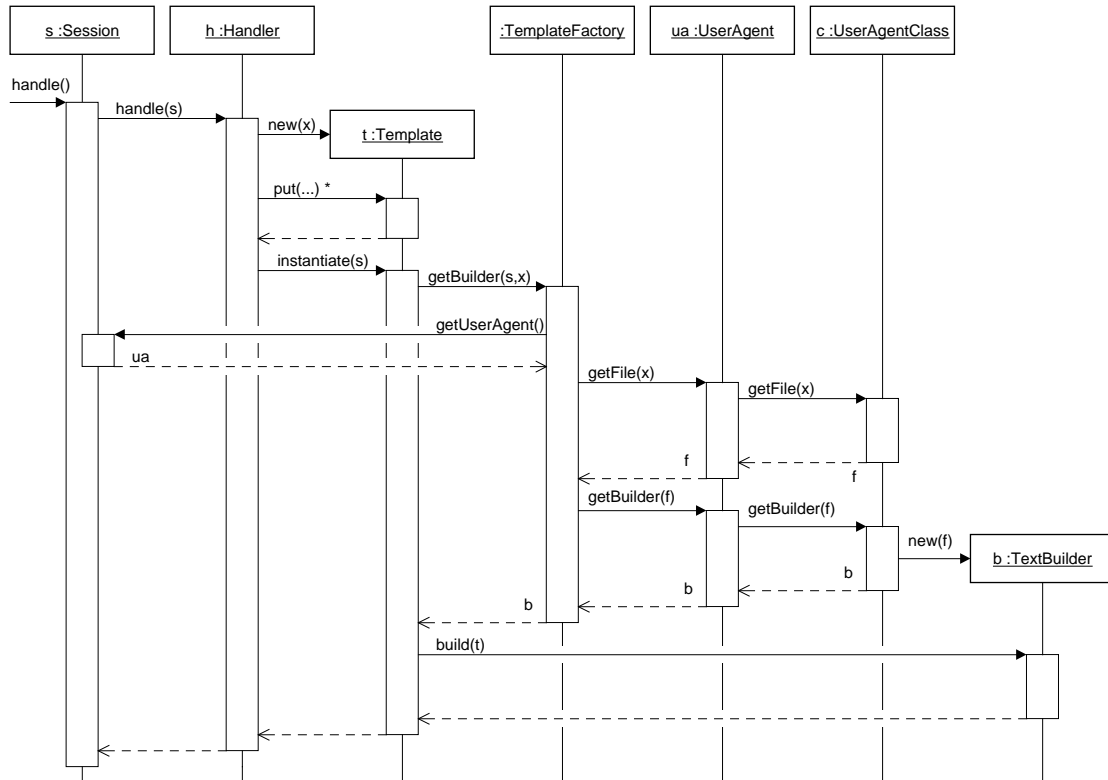 s :Session
h :Handler
:TemplateFactory
ua :UserAgent
c :UserAgentClass
handle()
handle(s)
new(x)
t :Template
put(...) *
instantiate(s)
getBuilder(s,x)
getUserAgent()
ua
getFile(x)
getFile(x)
f
f
getBuilder(f)
getBuilder(f)
new(f)
b :TextBuilder
b
b
b
build(t)